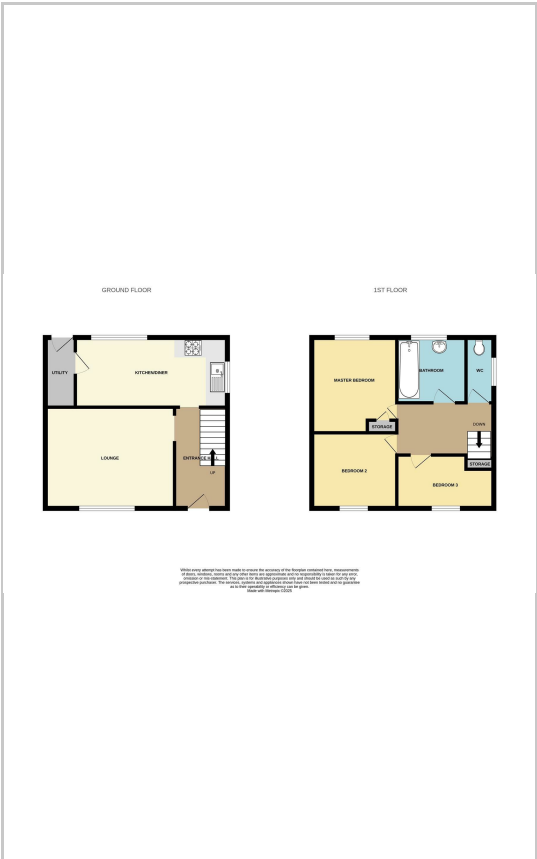 GROUND FLOOR
UTILITY
KITCHEN/DINER
LOUNGE
ENTRANCE HALL
UP
1ST FLOOR
MASTER BEDROOM
BATHROOM
WC
STORAGE
DOWN
STORAGE
BEDROOM 2
BEDROOM 3
Whilst every attempt has been made to ensure the accuracy of the floorplan contained here, measurements
of doors, windows, rooms and any other items are approximate and no responsibility is taken for any error,
omission or mis-statement. This plan is for illustrative purposes only and should be used as such by any
prospective purchaser. The services, systems and appliances shown have not been tested and no guarantee
as to their operability or efficiency can be given.
Made with Metropix ©2025